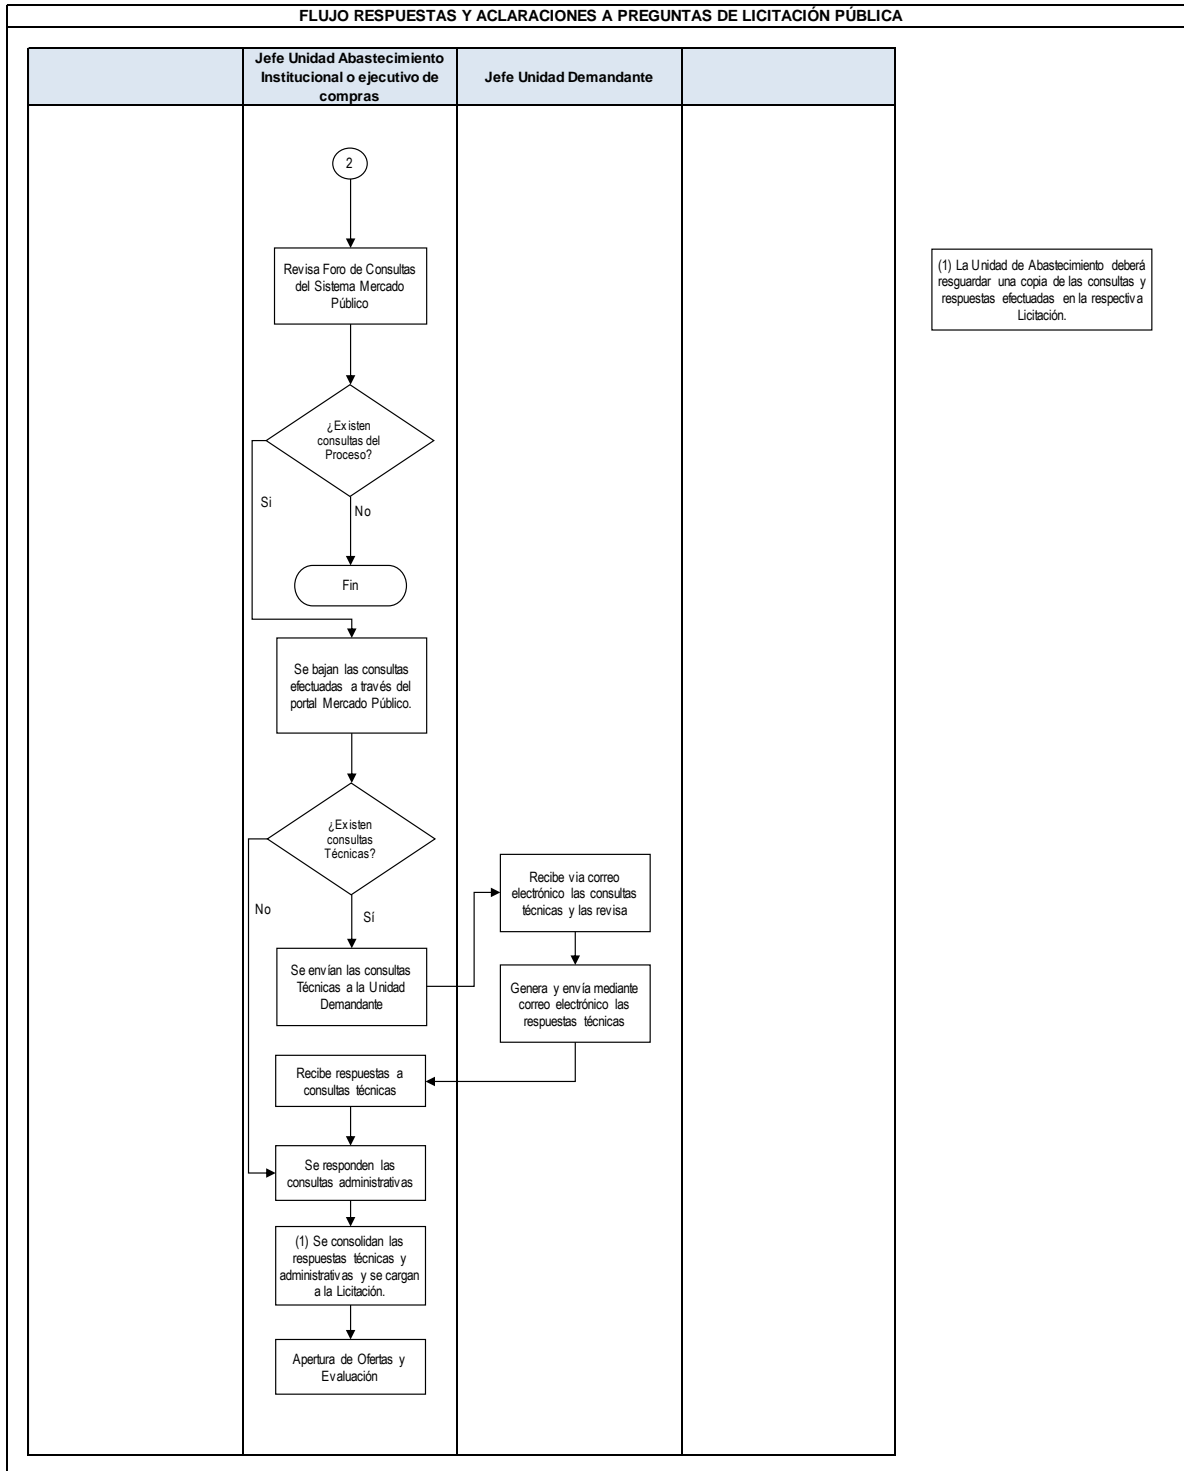 FLUJO RESPUESTAS Y ACLARACIONES A PREGUNTAS DE LICITACIÓN PÚBLICA
Jefe Unidad Abastecimiento
Institucional o ejecutivo de
compras
Jefe Unidad Demandante
2
Revisa Foro de Consultas
del Sistema Mercado
Público
(1) La Unidad de Abastecimiento deberá
resguardar una copia de las consultas y
respuestas efectuadas en la respectiva
Licitación.
¿Existen
consultas del
Proceso?
Si
No
Fin
Se bajan las consultas
efectuadas a través del
portal Mercado Público.
¿Existen
consultas
Técnicas?
No
Sí
Recibe via correo
electrónico las consultas
técnicas y las revisa
Se envían las consultas
Técnicas a la Unidad
Demandante
Genera y envía mediante
correo electrónico las
respuestas técnicas
Recibe respuestas a
consultas técnicas
Se responden las
consultas administrativas
(1) Se consolidan las
respuestas técnicas y
administrativas y se cargan
a la Licitación.
Apertura de Ofertas y
Evaluación